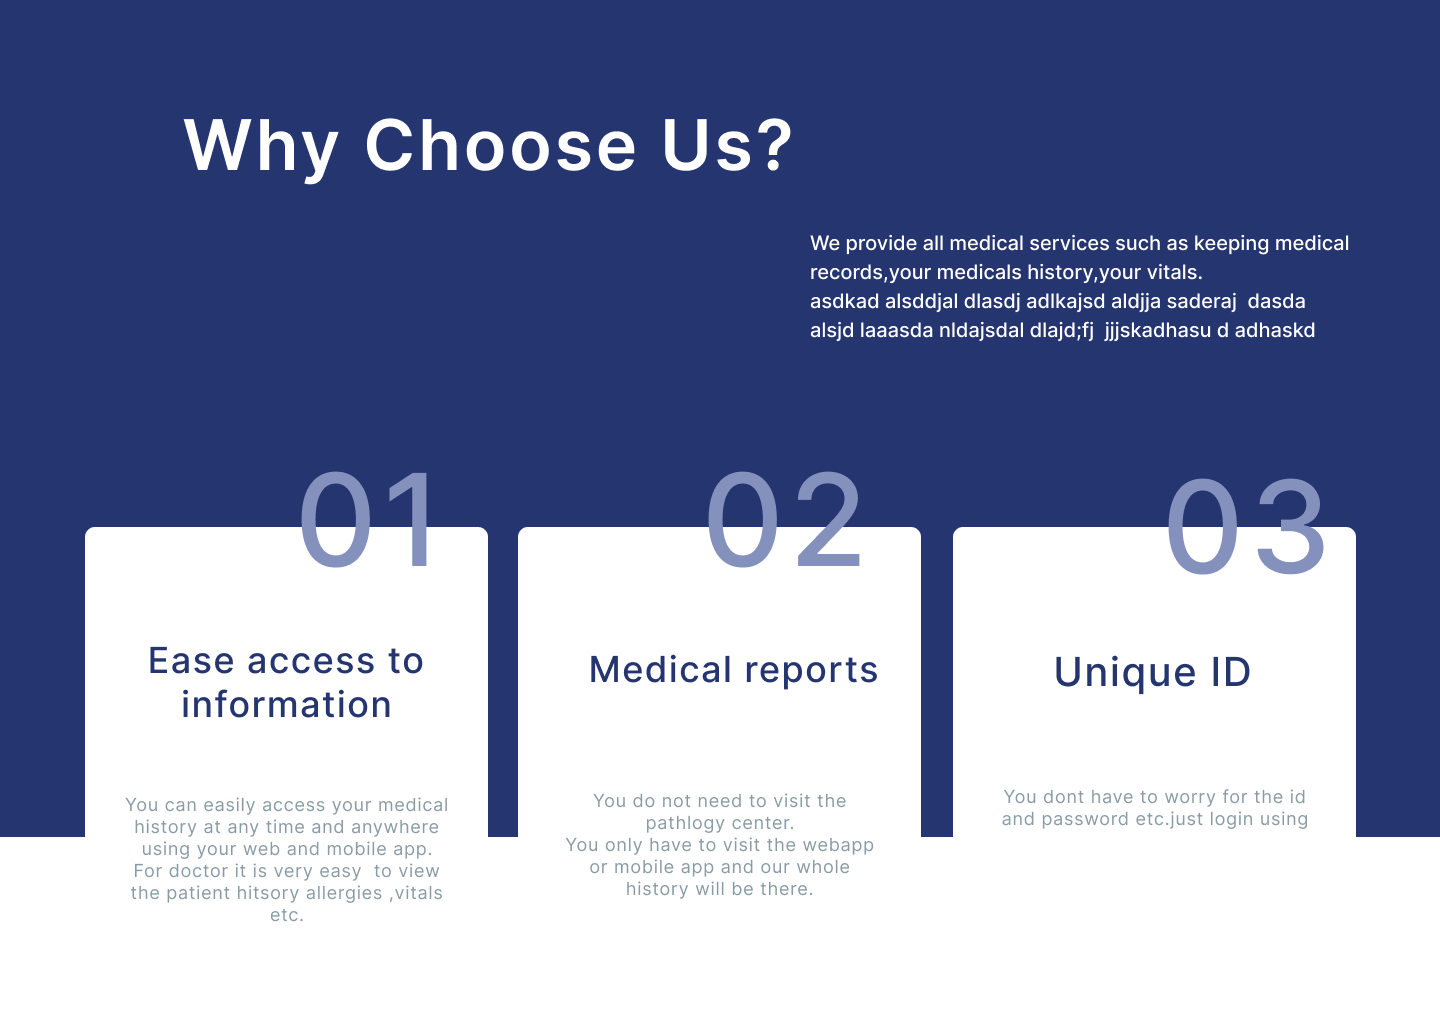 Why Choose Us?
We provide all medical services such as keeping medical
records,your medicals history,your vitals.
asdkad alsddjal dlasdj adlkajsd aldjja saderaj  dasda
alsjd laaasda nldajsdal dlajd;fj  jjjskadhasu d adhaskd
01
Ease access to
information
You can easily access your medical
history at any time and anywhere
using your web and mobile app.
For doctor it is very easy  to view
the patient hitsory allergies ,vitals
etc.
02
Medical reports
You do not need to visit the
pathlogy center.
You only have to visit the webapp
or mobile app and our whole
history will be there.
03
Unique ID
You dont have to worry for the id
and password etc.just login using